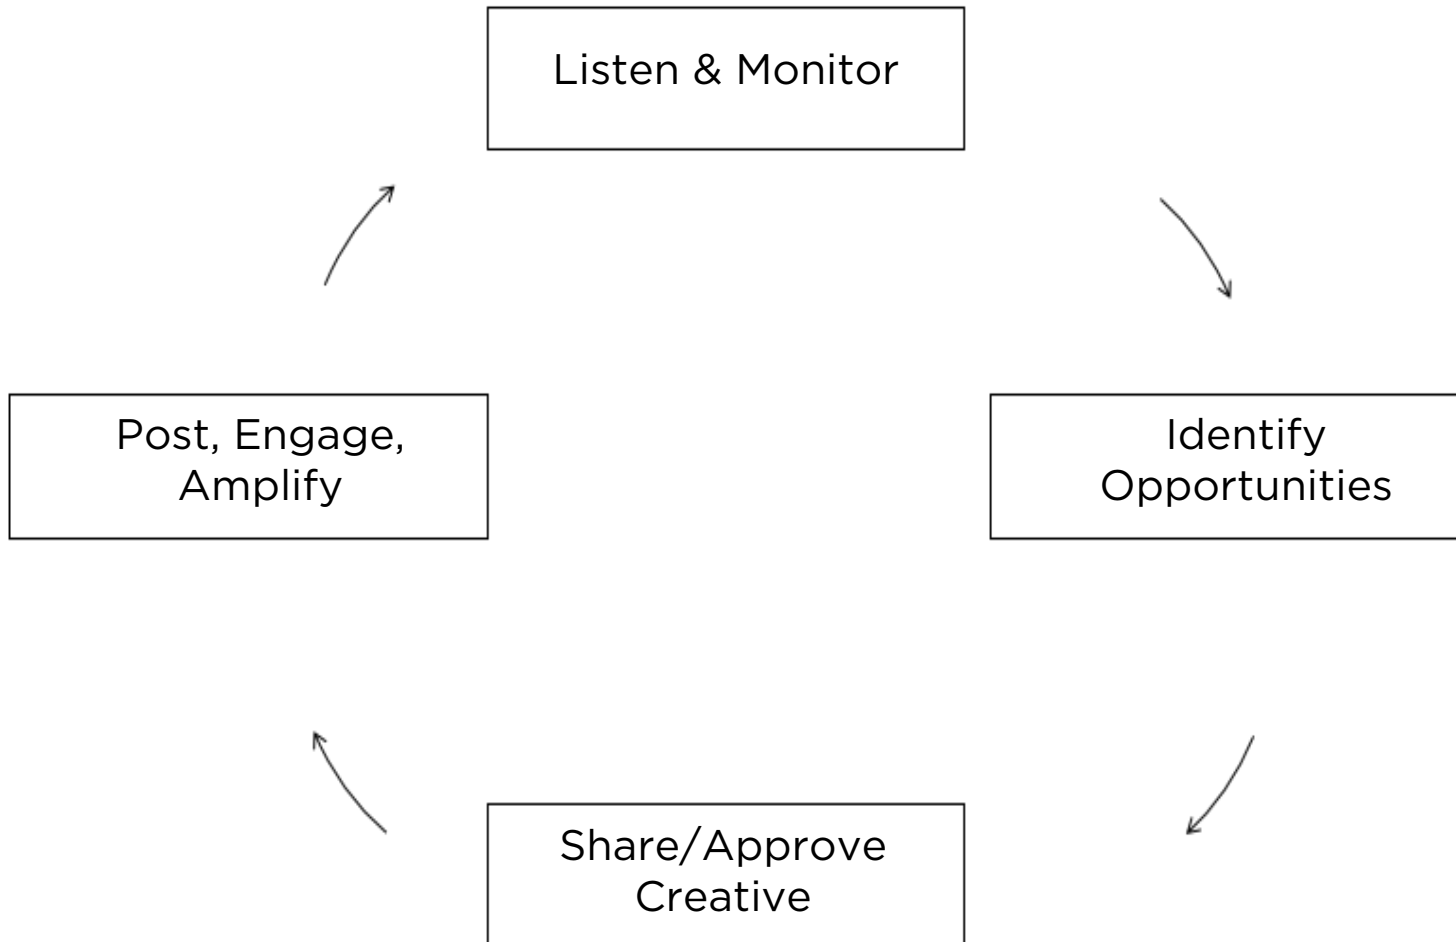 Listen & Monitor
Post, Engage,
Amplify
Identify
Opportunities
Share/Approve
Creative